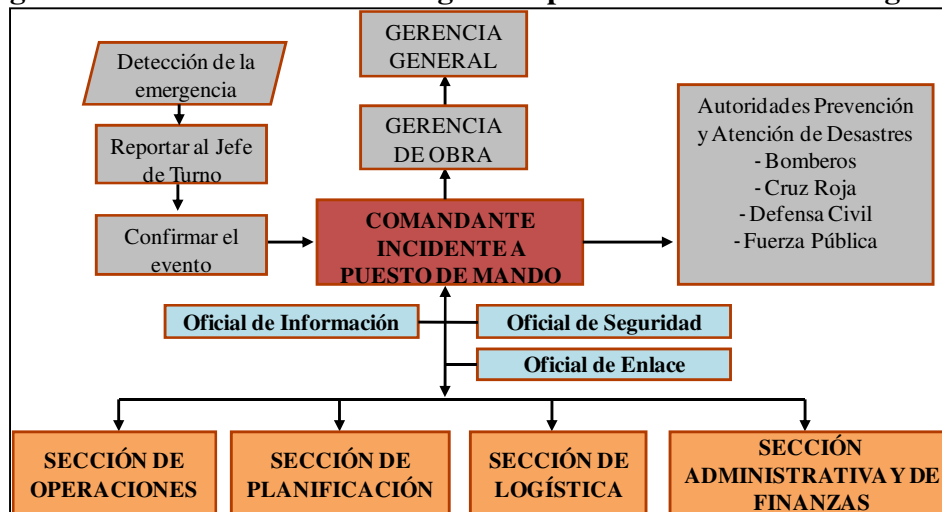 Detección de la
emergencia
Reportar al Jefe
de Turno
Confirmar el
evento
GERENCIA
GENERAL
GERENCIA
DE OBRA
COMANDANTE
INCIDENTE A
PUESTO DE MANDO
Autoridades Prevención
y Atención de Desastres
- Bomberos
- Cruz Roja
- Defensa Civil
- Fuerza Pública
Oficial de Información
Oficial de Seguridad
Oficial de Enlace
SECCIÓN DE
OPERACIONES
SECCIÓN DE
PLANIFICACIÓN
SECCIÓN DE
LOGÍSTICA
SECCIÓN
ADMINISTRATIVA Y DE
FINANZAS